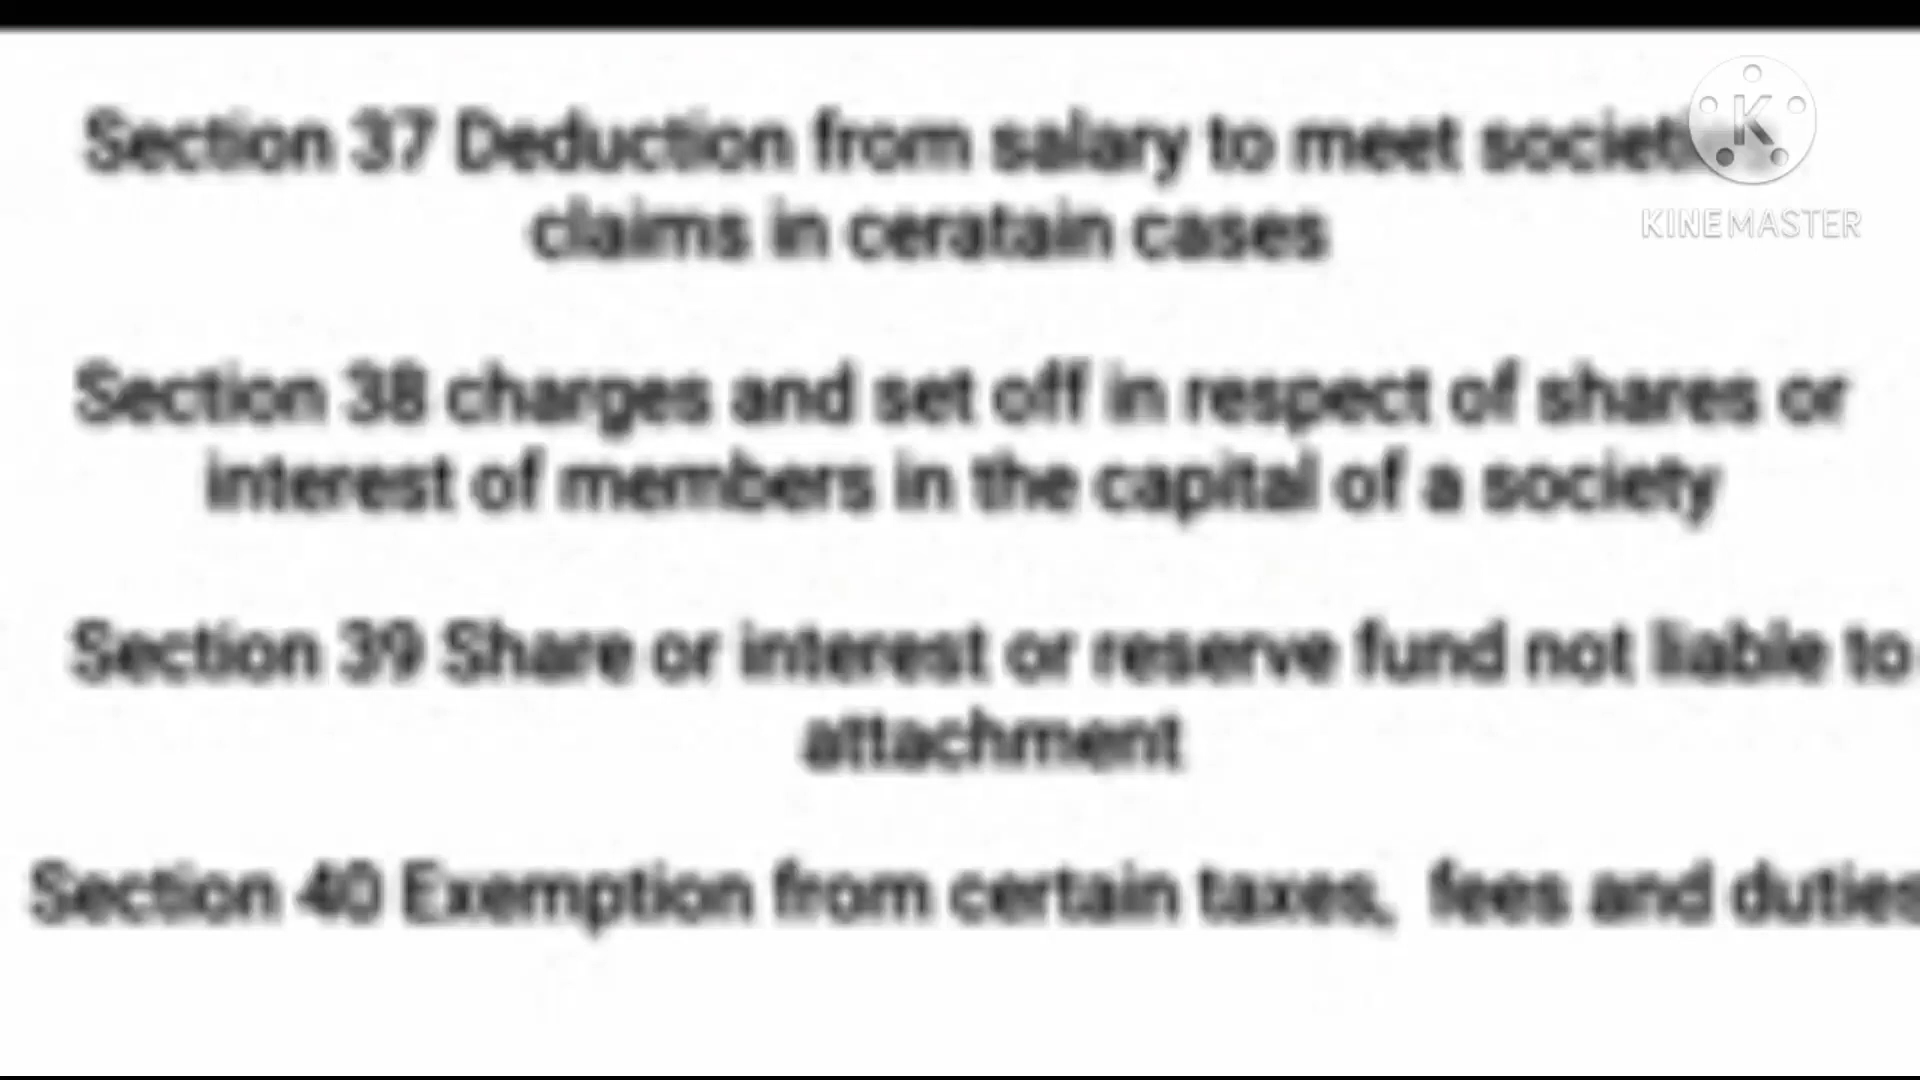 Section 37 Deduction from salary to meet
claims in ceratain cases
Section 38 charges and set off in respect of shares or
interest of members in the capital of a society
Section 39 Share or interest or reserve fund not liable to
attachment
Section 40 Exemption from certain taxes, fees and duties
K
KINEMASTER